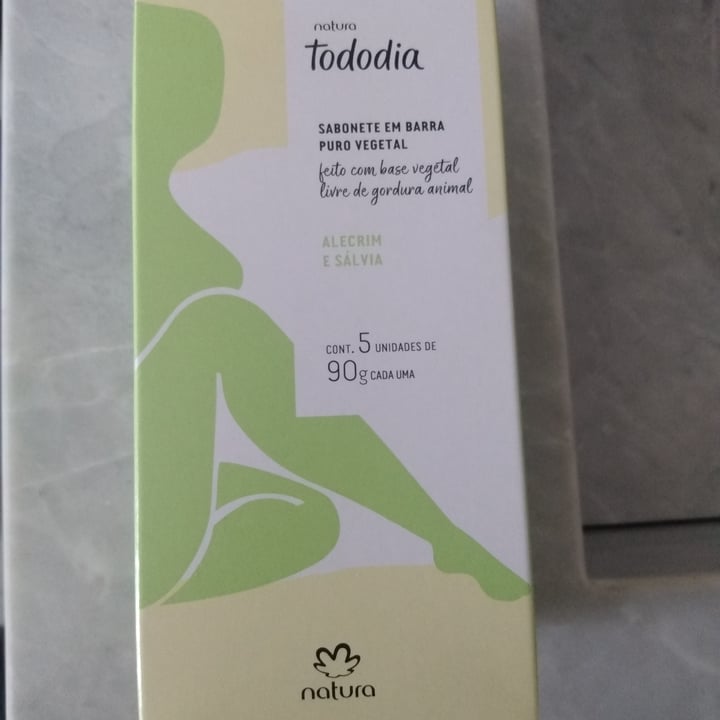 natura
tododia
SABONETE EM BARRA
PURO VEGETAL
feito com base vegetal
livre de gordura animal
ALECRIM
E SÁLVIA
CONT. 5 UNIDADES DE
90g CADA UMA
natura